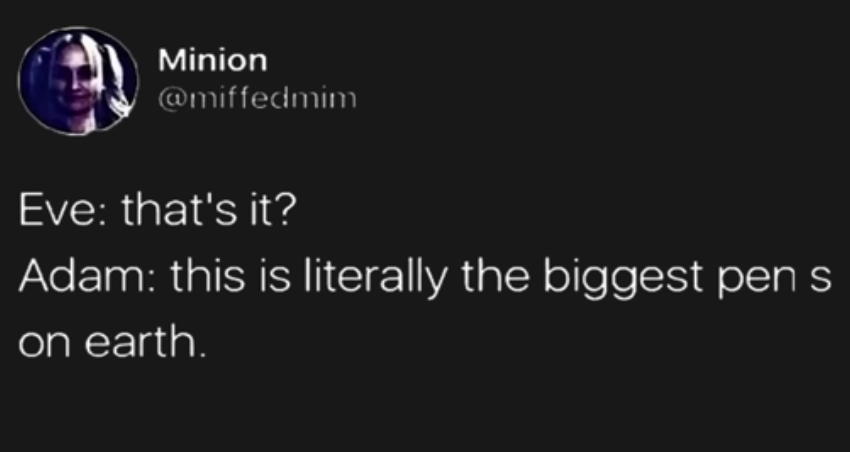 Minion
@miffedmim
Eve: that's it?
Adam: this is literally the biggest pen s
on earth.